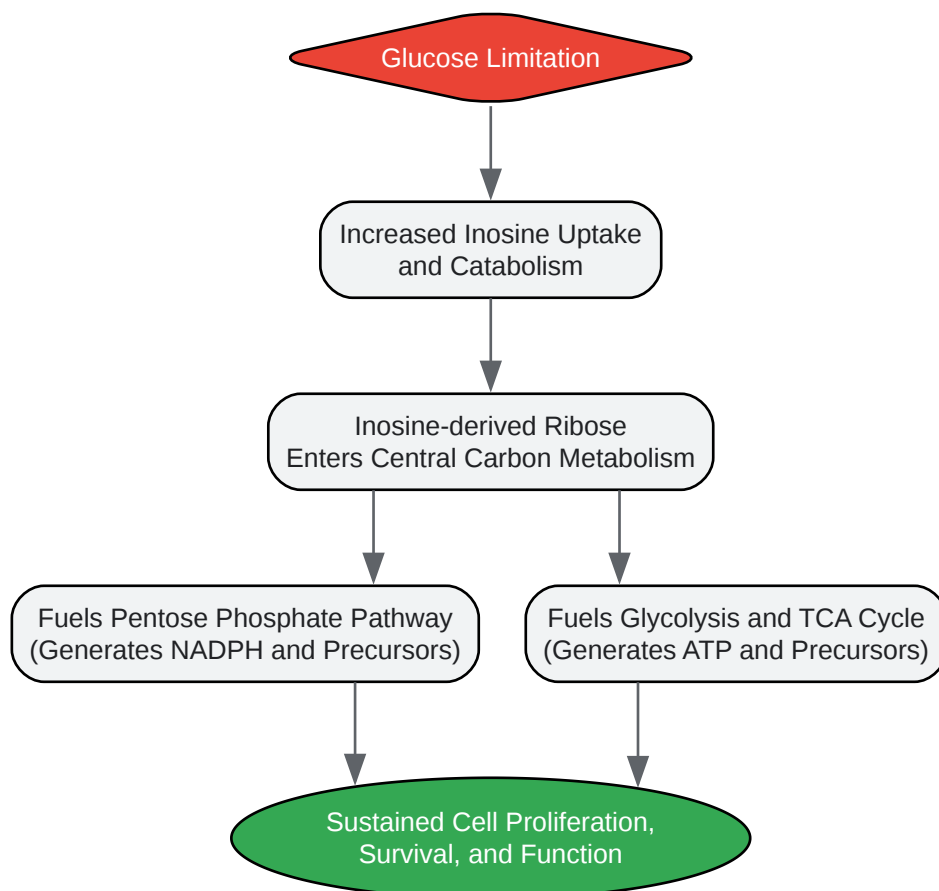 Glucose Limitation
Increased Inosine Uptake
and Catabolism
Inosine-derived Ribose
Enters Central Carbon Metabolism
Fuels Pentose Phosphate Pathway
(Generates NADPH and Precursors)
Fuels Glycolysis and TCA Cycle
(Generates ATP and Precursors)
Sustained Cell Proliferation,
Survival, and Function